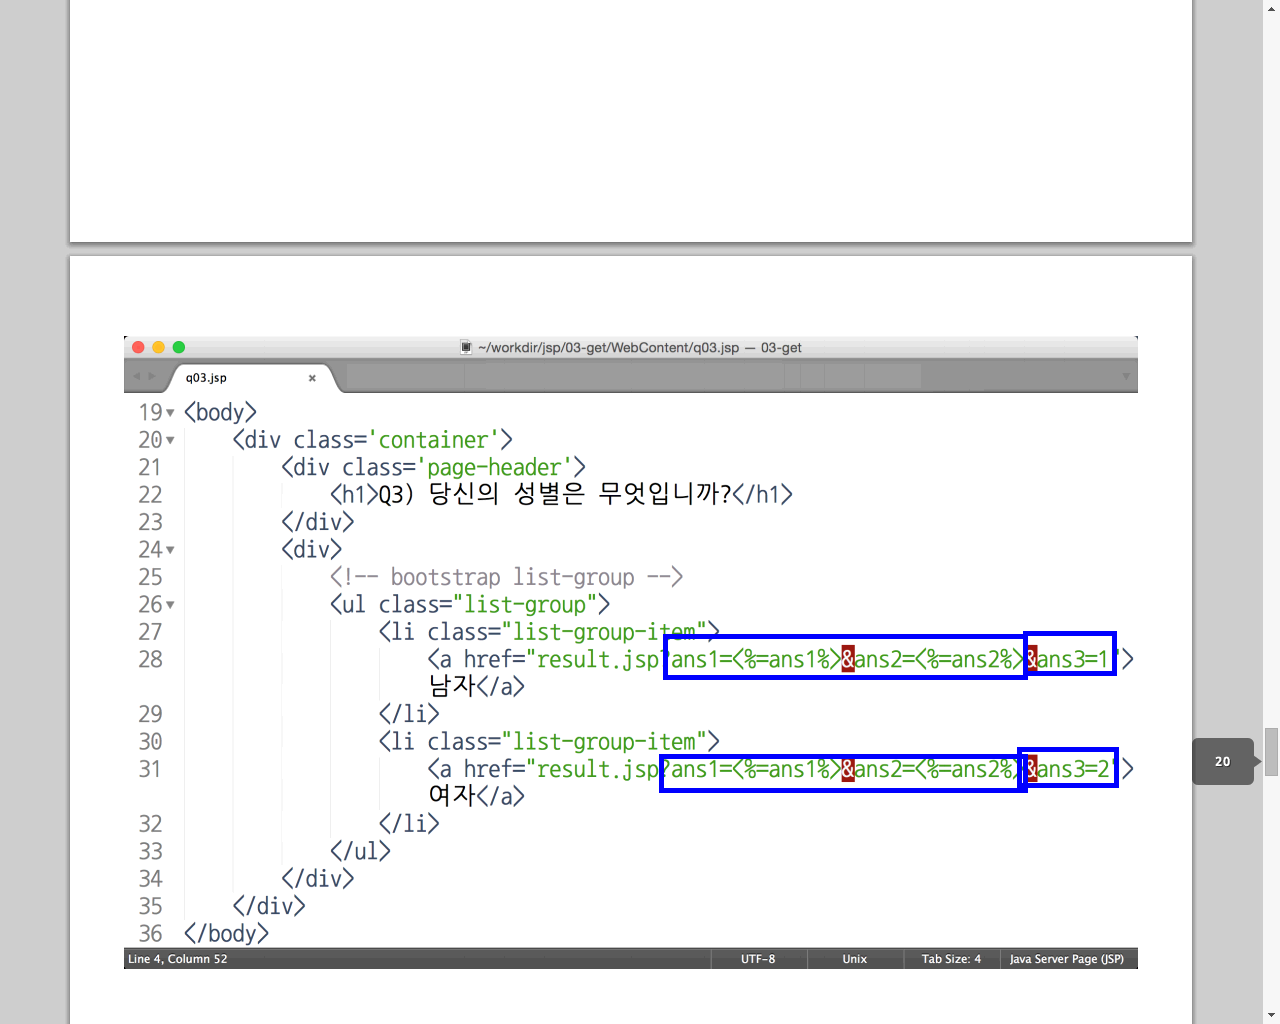 ~/workdir/jsp/03-get/WebContent/q03.jsp — 03-get
q03.jsp
19 <body>
20 <div class='container'>
21 <div class='page-header'>
22 <h1>Q3) 당신의 성별은 무엇입니까?</h1>
23 </div>
24 <div>
25 <!-- bootstrap list-group -->
26 <ul class="list-group">
27 <li class="list-group-item">
28 <a href="result.jsp?ans1=<%=ans1%>&ans2=<%=ans2%>&ans3=1">
남자</a>
29 </li>
30 <li class="list-group-item">
31 <a href="result.jsp?ans1=<%=ans1%>&ans2=<%=ans2%>&ans3=2">
여자</a>
32 </li>
33 </ul>
34 </div>
35 </div>
36 </body>
Line 4, Column 52 UTF-8 Unix Tab Size: 4 Java Server Page (JSP)
20